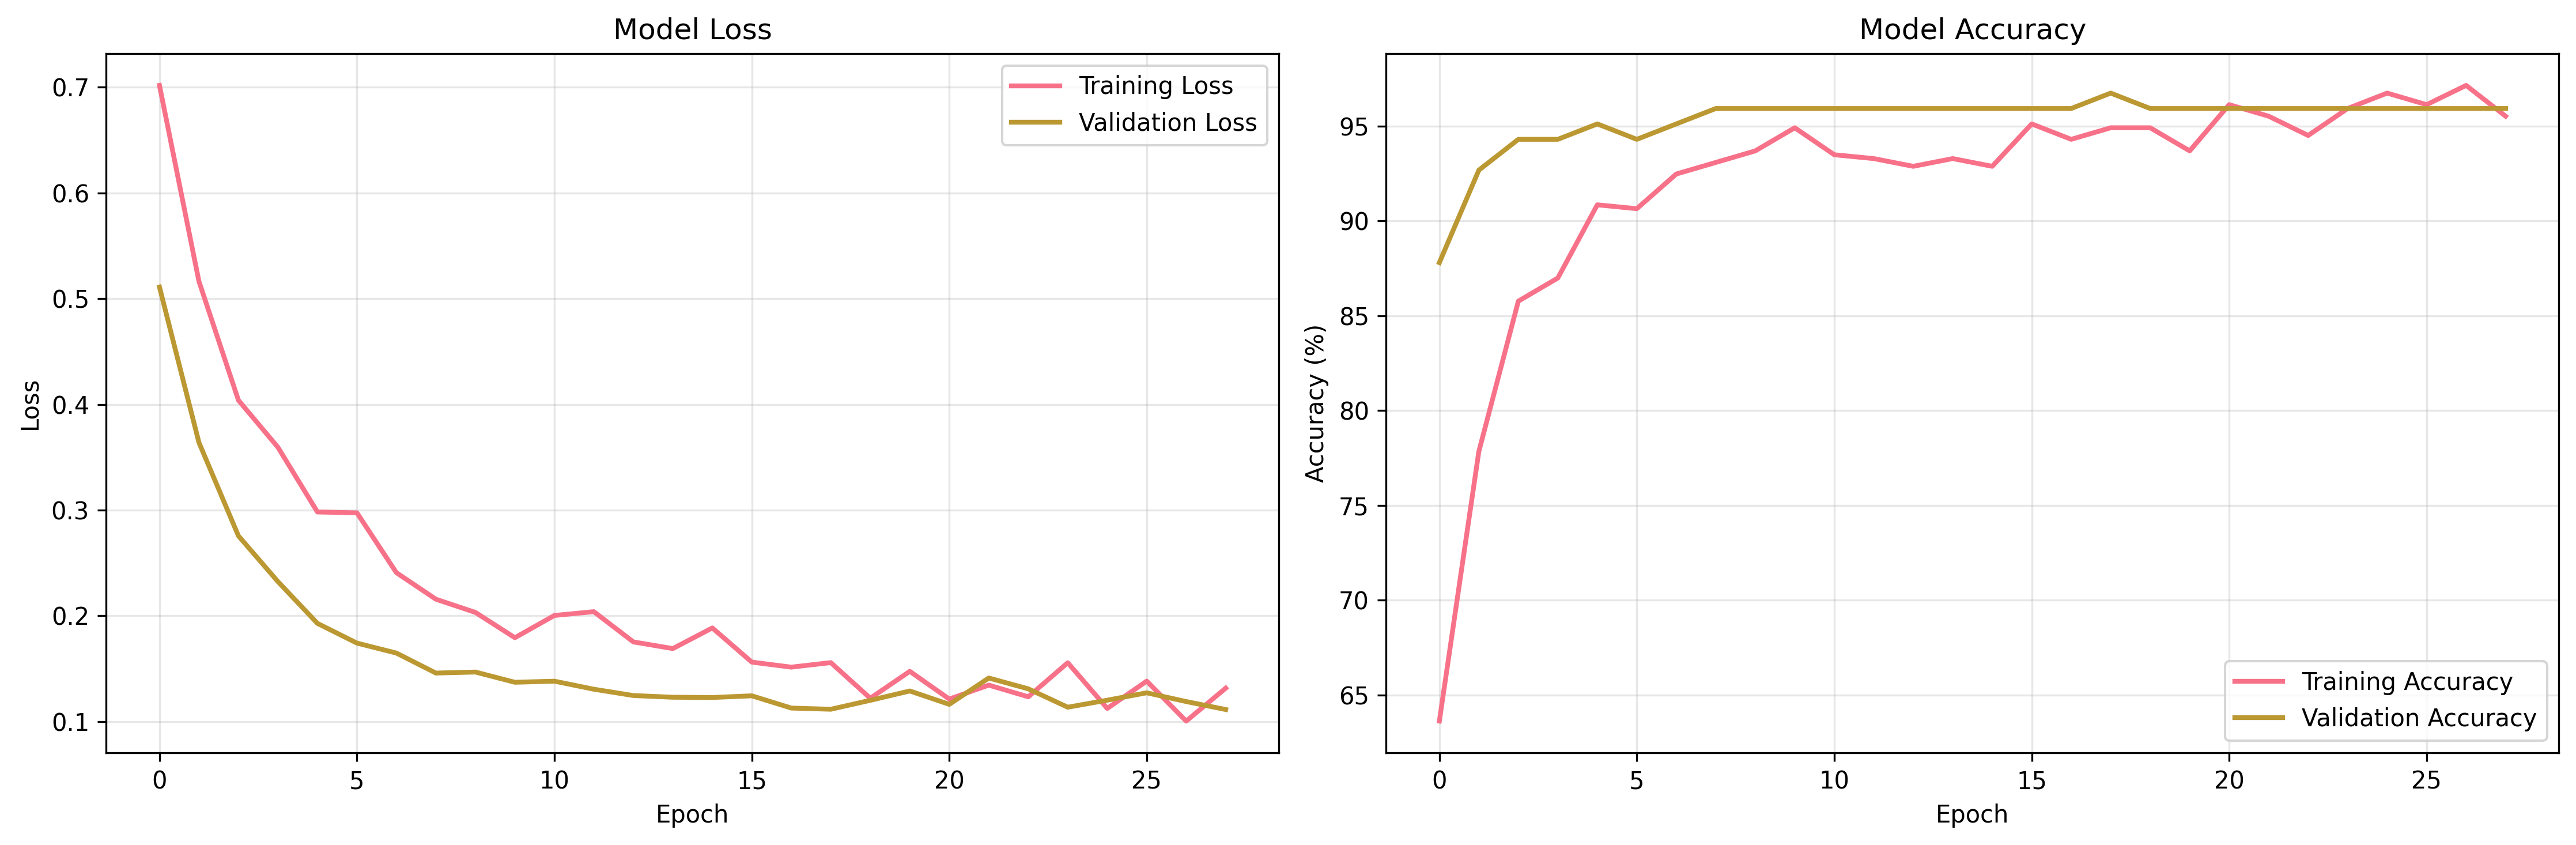 Model Loss
Loss
0.7
0.6
0.5
0.4
0.3
0.2
0.1
0 5 10 15 20 25
Epoch
Training Loss
Validation Loss
Model Accuracy
Accuracy (%)
95
90
85
80
75
70
65
0 5 10 15 20 25
Epoch
Training Accuracy
Validation Accuracy